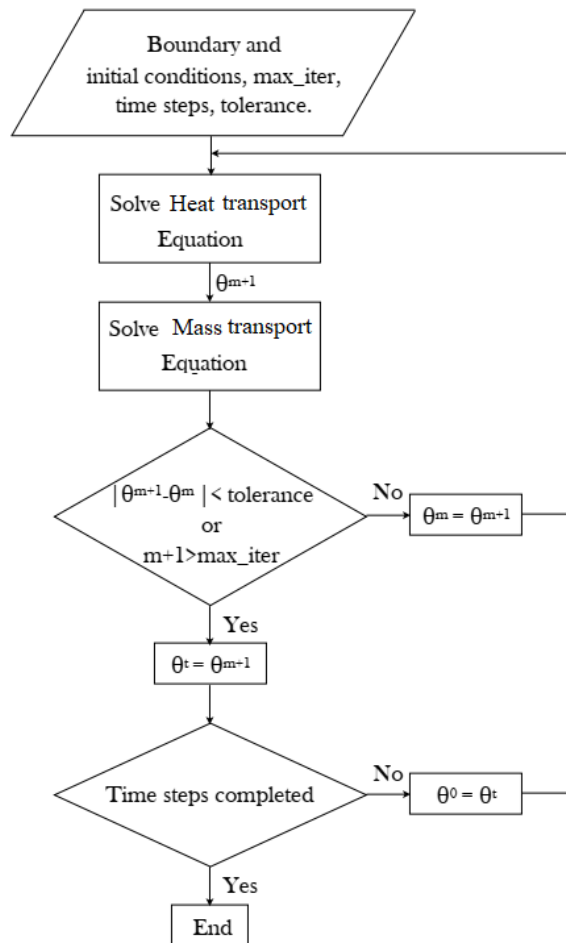 Boundary and
initial conditions, max_iter,
time steps, tolerance.
Solve Heat transport
Equation
θᵐ⁺¹
Solve Mass transport
Equation
|θᵐ⁺¹-θᵐ | < tolerance
or
m+1>max_iter
No
θᵐ = θᵐ⁺¹
Yes
θᵗ = θᵐ⁺¹
Time steps completed
No
θ⁰ = θᵗ
Yes
End